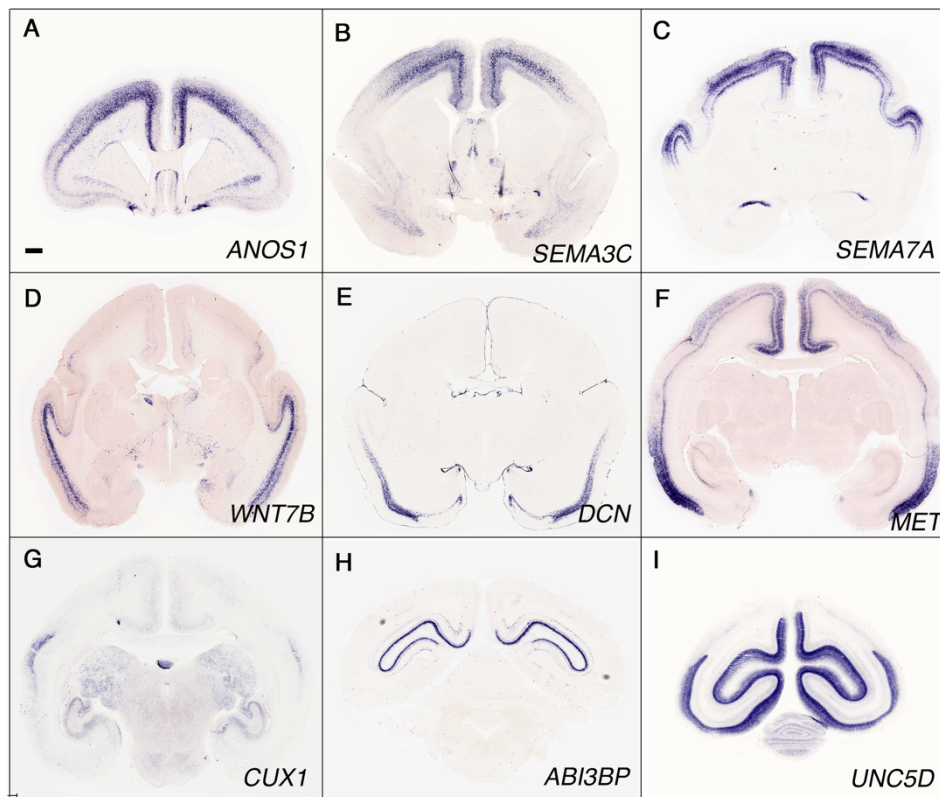 A
ANOS1
B
SEMA3C
C
SEMA7A
D
WNT7B
E
DCN
F
MET
G
CUX1
H
ABI3BP
I
UNC5D